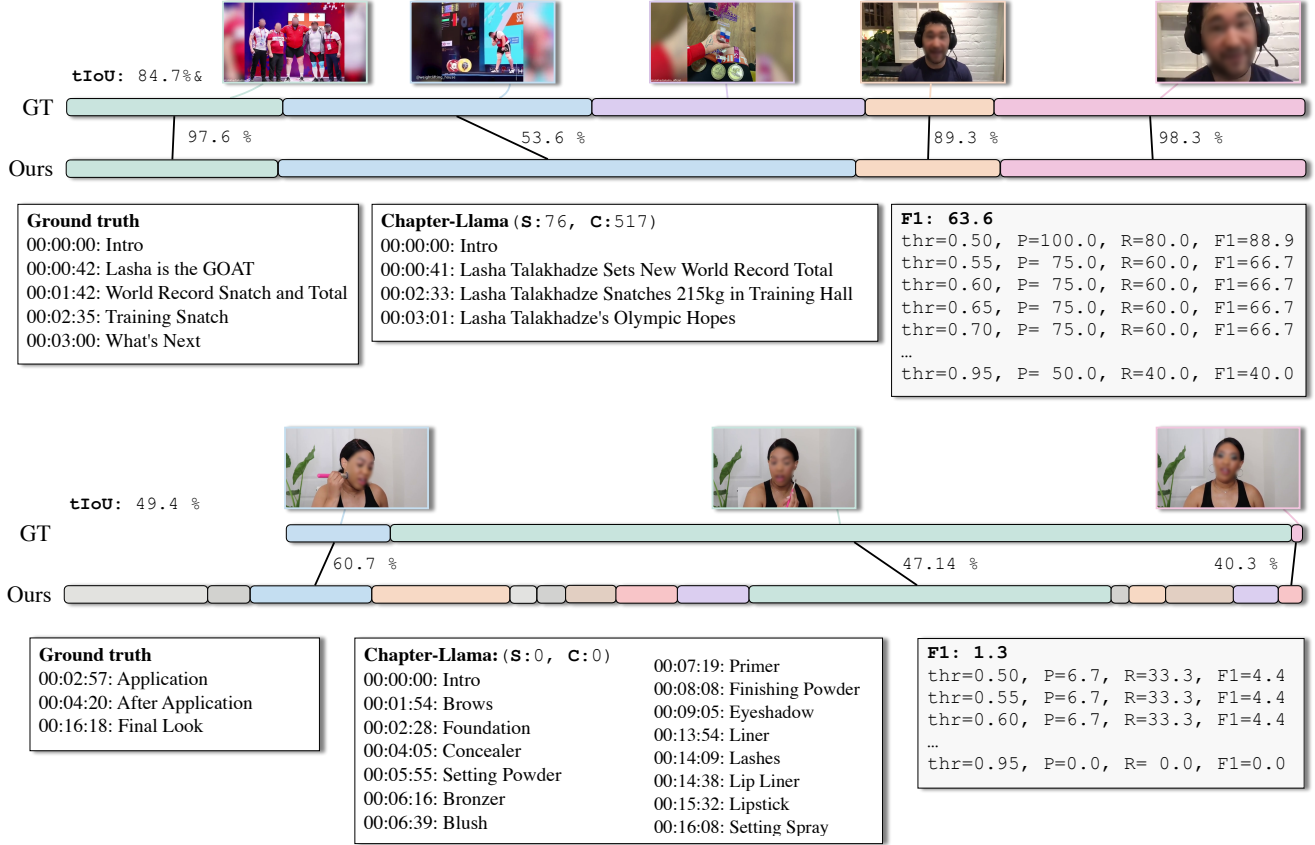 tIoU: 84.7%&
GT
97.6 %
53.6 %
89.3 %
98.3 %
Ours
Ground truth
00:00:00: Intro
00:00:42: Lasha is the GOAT
00:01:42: World Record Snatch and Total
00:02:35: Training Snatch
00:03:00: What's Next
Chapter-Llama (S:76, C:517)
00:00:00: Intro
00:00:41: Lasha Talakhadze Sets New World Record Total
00:02:33: Lasha Talakhadze Snatches 215kg in Training Hall
00:03:01: Lasha Talakhadze's Olympic Hopes
F1: 63.6
thr=0.50, P=100.0, R=80.0, F1=88.9
thr=0.55, P= 75.0, R=60.0, F1=66.7
thr=0.60, P= 75.0, R=60.0, F1=66.7
thr=0.65, P= 75.0, R=60.0, F1=66.7
thr=0.70, P= 75.0, R=60.0, F1=66.7
…
thr=0.95, P= 50.0, R=40.0, F1=40.0
tIoU: 49.4 %
GT
60.7 %
47.14 %
40.3 %
Ours
Ground truth
00:02:57: Application
00:04:20: After Application
00:16:18: Final Look
Chapter-Llama: (S:0, C:0)
00:00:00: Intro
00:01:54: Brows
00:02:28: Foundation
00:04:05: Concealer
00:05:55: Setting Powder
00:06:16: Bronzer
00:06:39: Blush
00:07:19: Primer
00:08:08: Finishing Powder
00:09:05: Eyeshadow
00:13:54: Liner
00:14:09: Lashes
00:14:38: Lip Liner
00:15:32: Lipstick
00:16:08: Setting Spray
F1: 1.3
thr=0.50, P=6.7, R=33.3, F1=4.4
thr=0.55, P=6.7, R=33.3, F1=4.4
thr=0.60, P=6.7, R=33.3, F1=4.4
…
thr=0.95, P=0.0, R= 0.0, F1=0.0